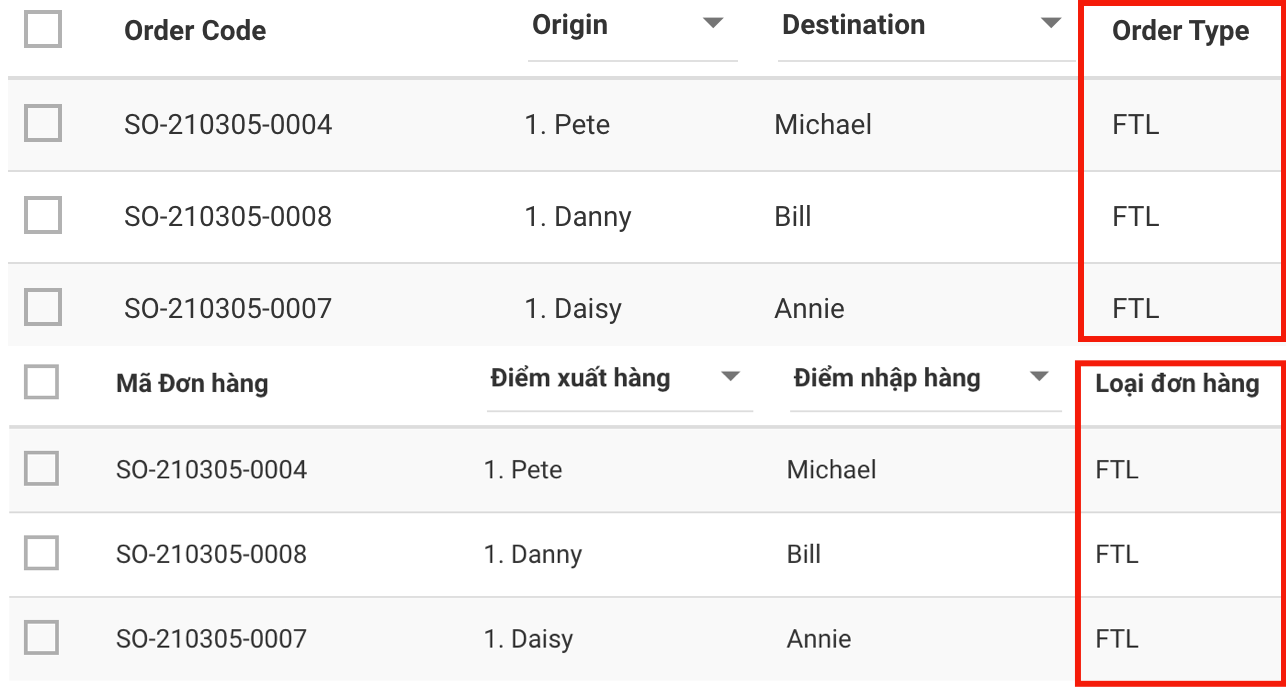 Order Code Origin Destination Order Type
SO-210305-0004 1. Pete Michael FTL
SO-210305-0008 1. Danny Bill FTL
SO-210305-0007 1. Daisy Annie FTL
Mã Đơn hàng Điểm xuất hàng Điểm nhập hàng Loại đơn hàng
SO-210305-0004 1. Pete Michael FTL
SO-210305-0008 1. Danny Bill FTL
SO-210305-0007 1. Daisy Annie FTL